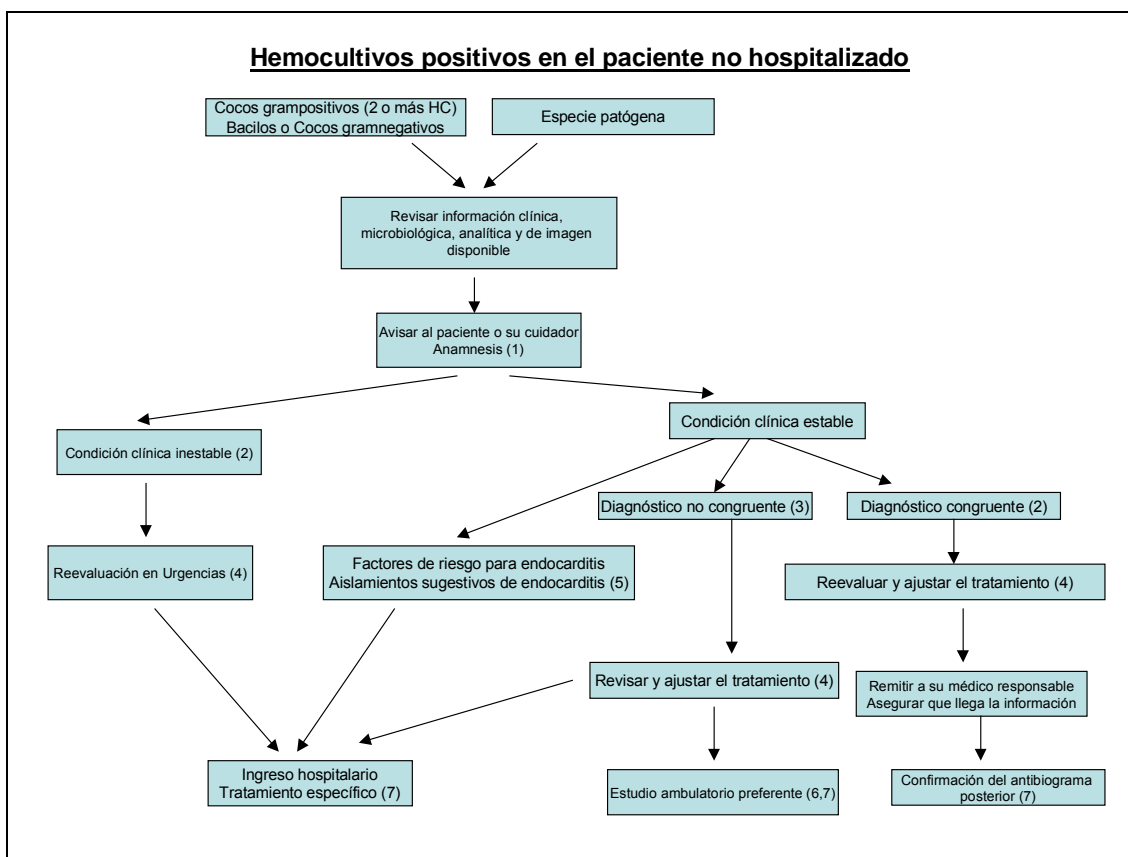 Hemocultivos positivos en el paciente no hospitalizado
Cocos grampositivos (2 o más HC)
Bacilos o Cocos gramnegativos
Especie patógena
Revisar información clínica,
microbiológica, analítica y de imagen
disponible
Avisar al paciente o su cuidador
Anamnesis (1)
Condición clínica estable
Condición clínica inestable (2)
Diagnóstico no congruente (3)
Diagnóstico congruente (2)
Reevaluación en Urgencias (4)
Factores de riesgo para endocarditis
Aislamientos sugestivos de endocarditis (5)
Reevaluar y ajustar el tratamiento (4)
Revisar y ajustar el tratamiento (4)
Remitir a su médico responsable
Asegurar que llega la información
Ingreso hospitalario
Tratamiento específico (7)
Estudio ambulatorio preferente (6,7)
Confirmación del antibiograma
posterior (7)